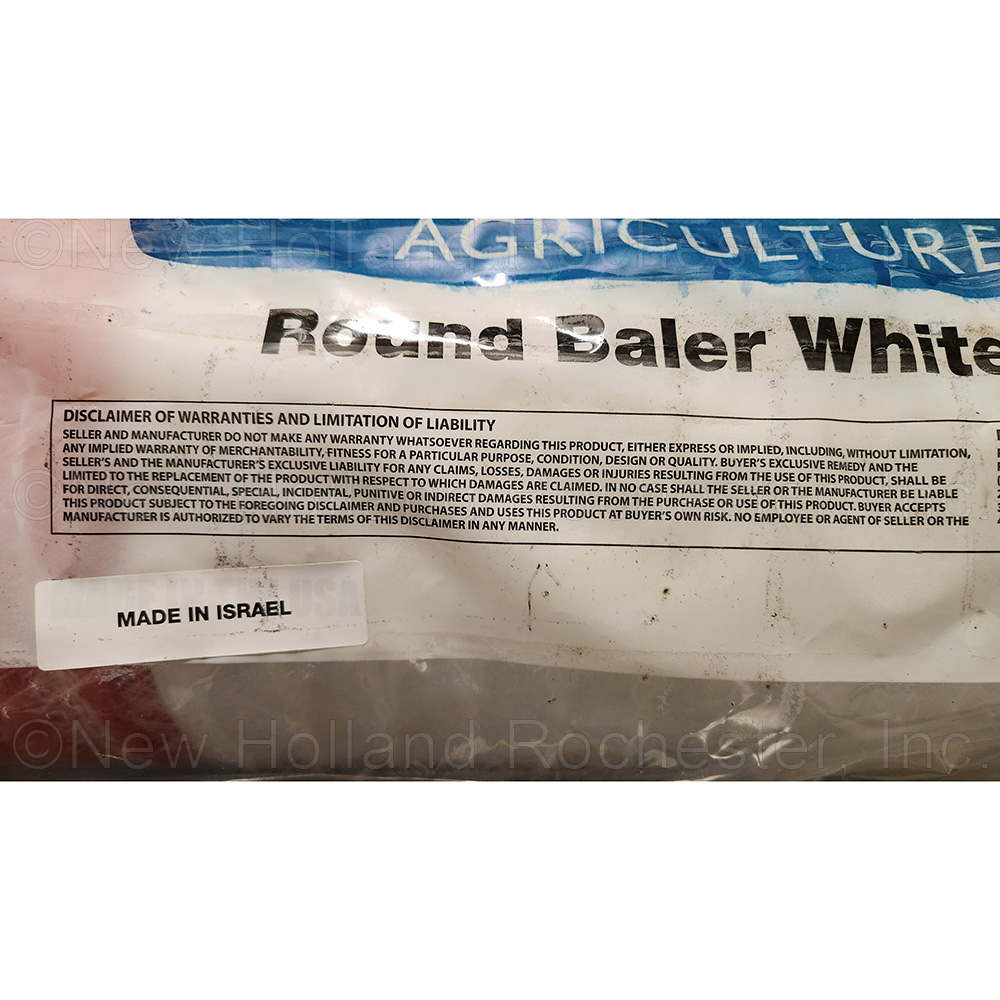 ©New Holland Rochester, Inc.
AGRICULTURE
Round Baler White
DISCLAIMER OF WARRANTIES AND LIMITATION OF LIABILITY
SELLER AND MANUFACTURER DO NOT MAKE ANY WARRANTY WHATSOEVER REGARDING THIS PRODUCT, EITHER EXPRESS OR IMPLIED, INCLUDING, WITHOUT LIMITATION,
ANY IMPLIED WARRANTY OF MERCHANTABILITY, FITNESS FOR A PARTICULAR PURPOSE, CONDITION, DESIGN OR QUALITY. BUYER'S EXCLUSIVE REMEDY AND THE
SELLER'S AND THE MANUFACTURER'S EXCLUSIVE LIABILITY FOR ANY CLAIMS, LOSSES, DAMAGES OR INJURIES RESULTING FROM THE USE OF THIS PRODUCT, SHALL BE
LIMITED TO THE REPLACEMENT OF THE PRODUCT WITH RESPECT TO WHICH DAMAGES ARE CLAIMED. IN NO CASE SHALL THE SELLER OR THE MANUFACTURER BE LIABLE
FOR DIRECT, CONSEQUENTIAL, SPECIAL, INCIDENTAL, PUNITIVE OR INDIRECT DAMAGES RESULTING FROM THE PURCHASE OR USE OF THIS PRODUCT. BUYER ACCEPTS
THIS PRODUCT SUBJECT TO THE FOREGOING DISCLAIMER AND PURCHASES AND USES THIS PRODUCT AT BUYER'S OWN RISK. NO EMPLOYEE OR AGENT OF SELLER OR THE
MANUFACTURER IS AUTHORIZED TO VARY THE TERMS OF THIS DISCLAIMER IN ANY MANNER.
MADE IN ISRAEL
©New Holland Rochester, Inc.